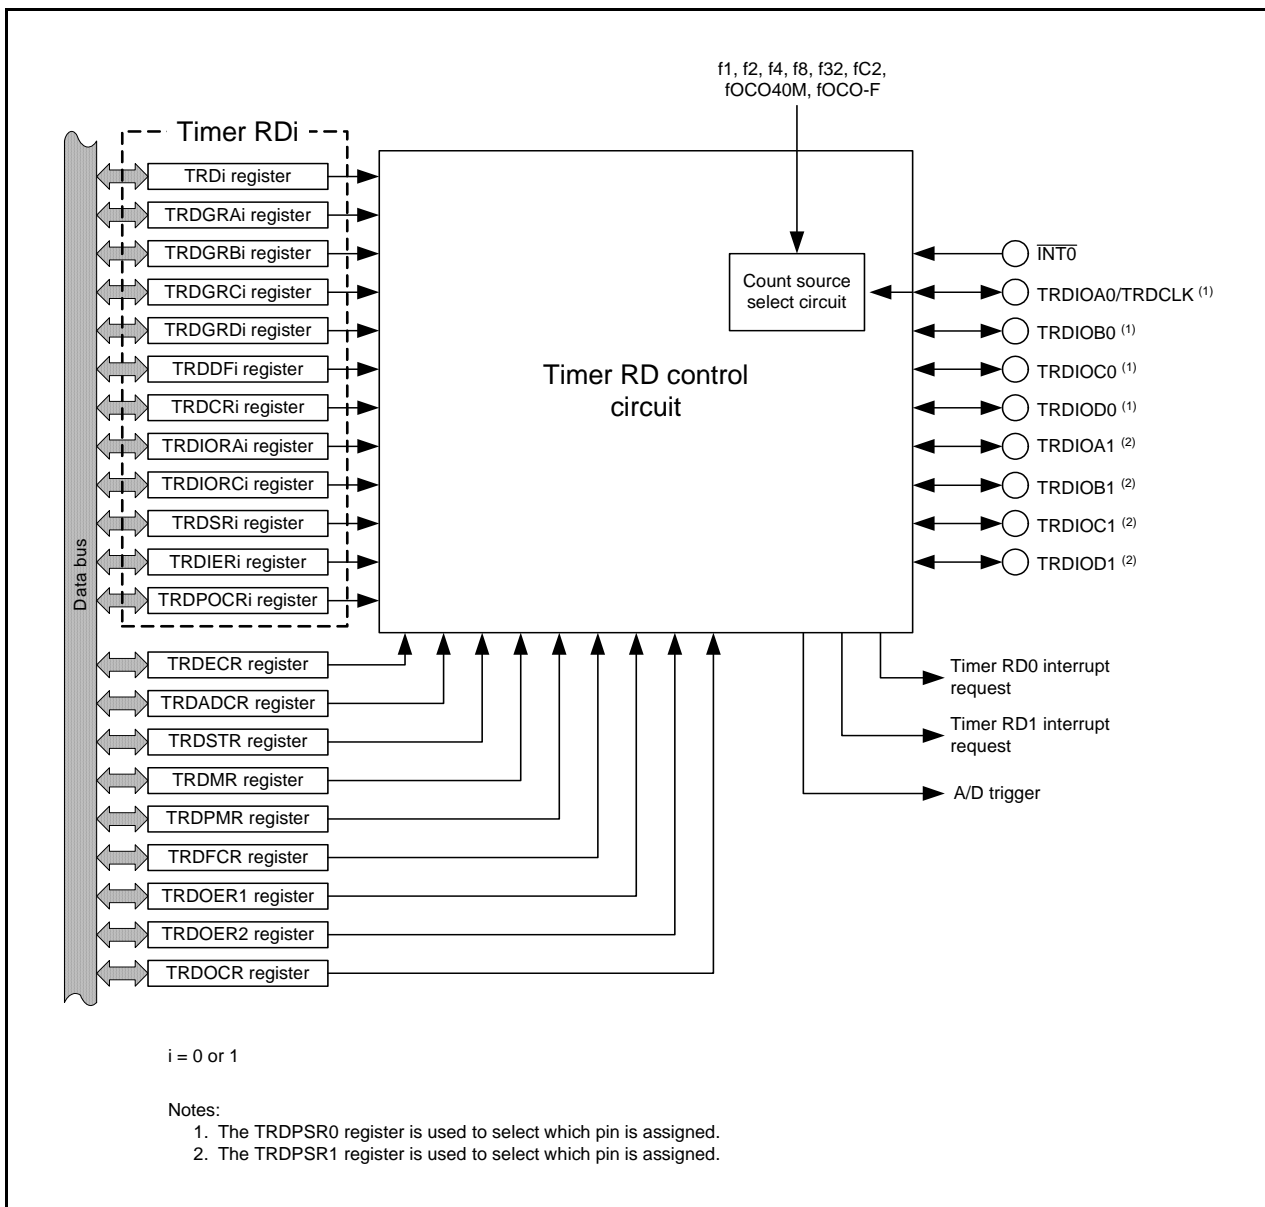 f1, f2, f4, f8, f32, fC2,
fOCO40M, fOCO-F
Timer RDi
TRDi register
TRDGRAi register
TRDGRBi register
TRDGRCi register
TRDGRDi register
TRDDFi register
TRDCRi register
TRDIORAi register
TRDIORCi register
TRDSRi register
TRDIERi register
TRDPOCRi register
Data bus
TRDECR register
TRDADCR register
TRDSTR register
TRDMR register
TRDPMR register
TRDFCR register
TRDOER1 register
TRDOER2 register
TRDOCR register
Count source
select circuit
Timer RD control
circuit
INT0
TRDIOA0/TRDCLK (1)
TRDIOB0 (1)
TRDIOC0 (1)
TRDIOD0 (1)
TRDIOA1 (2)
TRDIOB1 (2)
TRDIOC1 (2)
TRDIOD1 (2)
Timer RD0 interrupt
request
Timer RD1 interrupt
request
A/D trigger
i = 0 or 1
Notes:
1. The TRDPSR0 register is used to select which pin is assigned.
2. The TRDPSR1 register is used to select which pin is assigned.